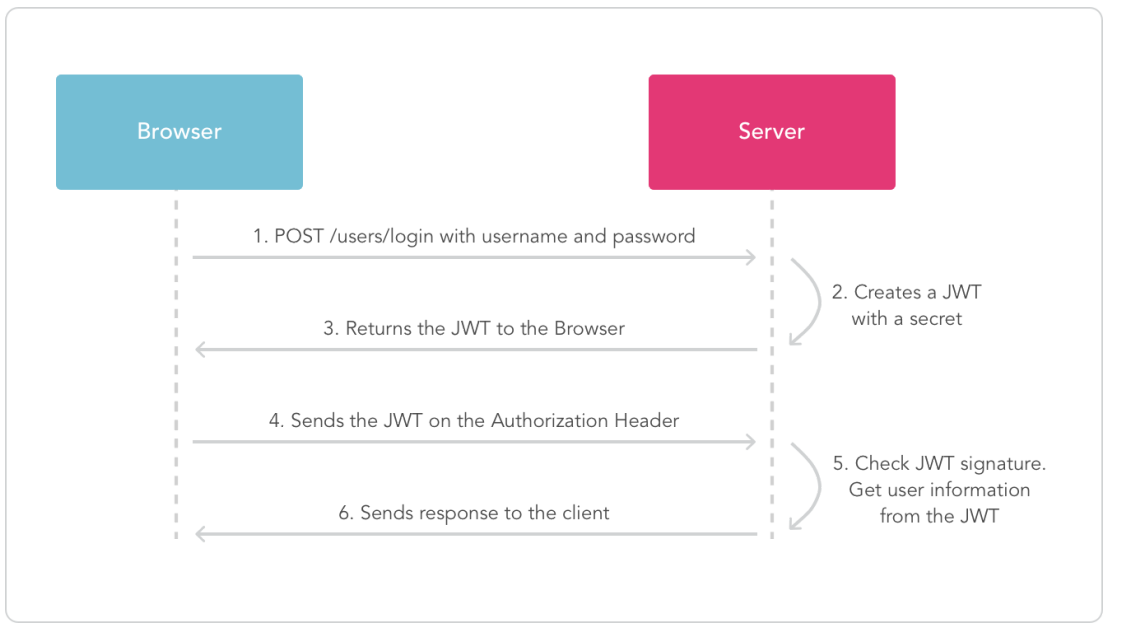 Browser
Server
1. POST /users/login with username and password
2. Creates a JWT
with a secret
3. Returns the JWT to the Browser
4. Sends the JWT on the Authorization Header
5. Check JWT signature.
Get user information
from the JWT
6. Sends response to the client